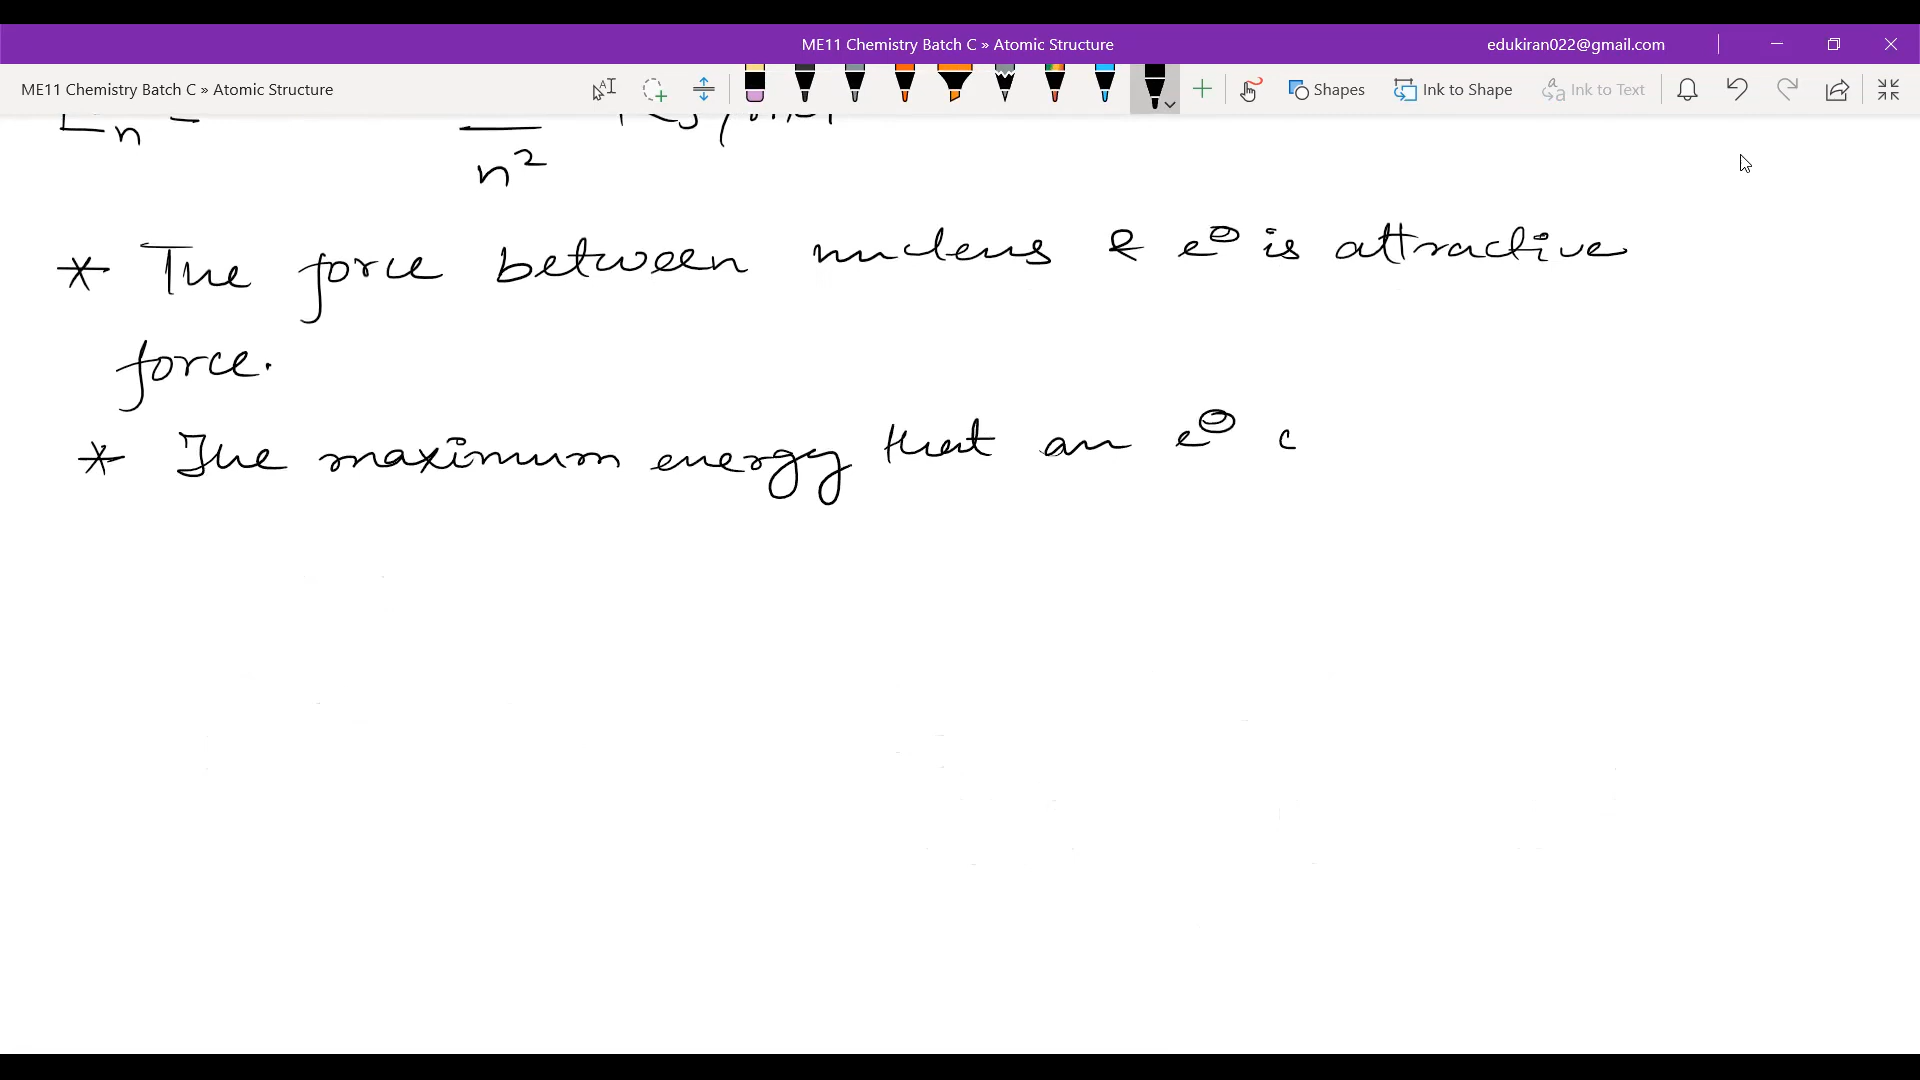 ME11 Chemistry Batch C » Atomic Structure
edukiran022@gmail.com
ME11 Chemistry Batch C » Atomic Structure
Shapes
Ink to Shape
Ink to Text
n
n²
* The force between nucleus & e⊖ is attractive
force.
* The maximum energy that an e⊖ c